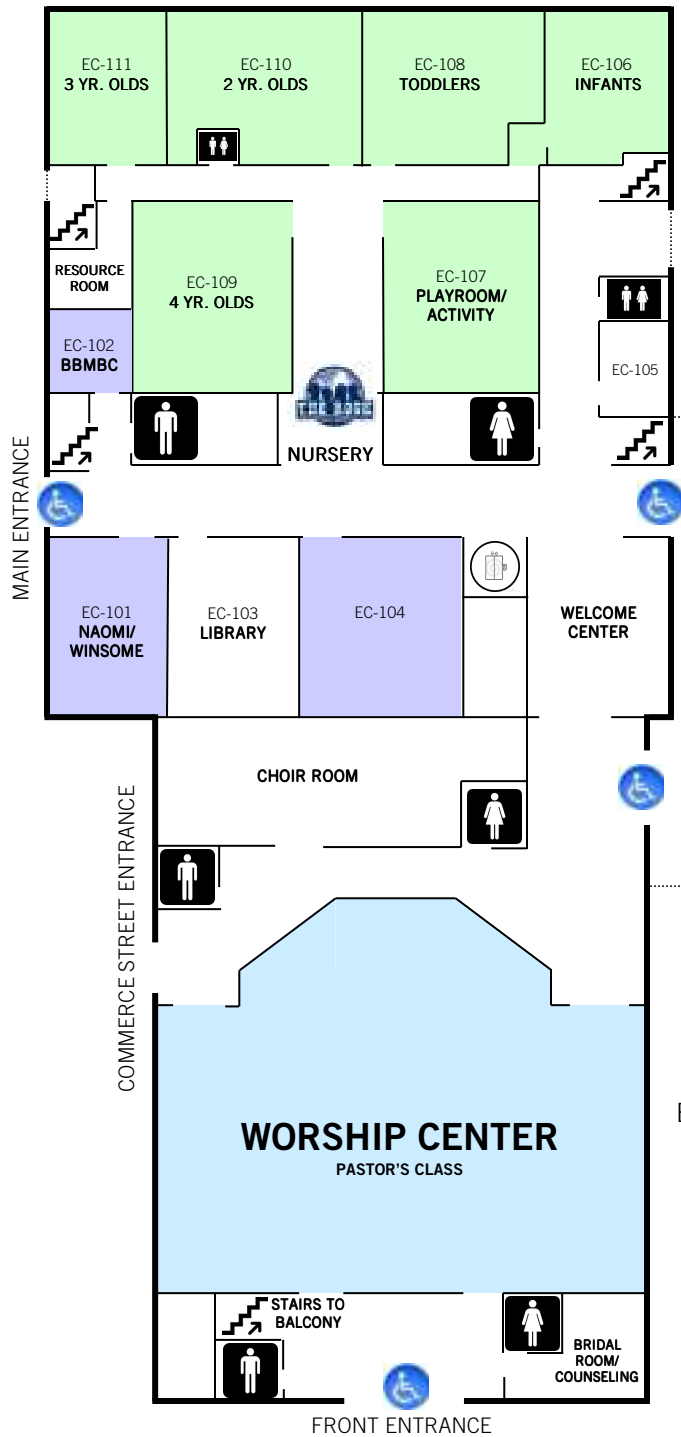 EC-111
3 YR. OLDS
EC-110
2 YR. OLDS
EC-108
TODDLERS
EC-106
INFANTS
RESOURCE
ROOM
EC-109
4 YR. OLDS
EC-107
PLAYROOM/
ACTIVITY
EC-102
BBMBC
EC-105
NURSERY
MAIN ENTRANCE
EC-101
NAOMI/
WINSOME
EC-103
LIBRARY
EC-104
WELCOME
CENTER
CHOIR ROOM
COMMERCE STREET ENTRANCE
WORSHIP CENTER
PASTOR'S CLASS
STAIRS TO
BALCONY
BRIDAL
ROOM/
COUNSELING
FRONT ENTRANCE